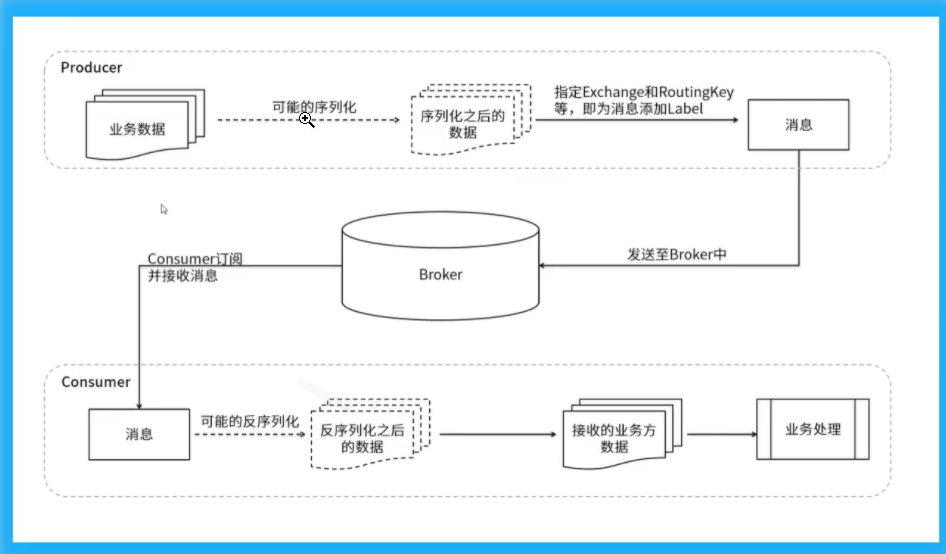 Producer
业务数据
可能的序列化
序列化之后的
数据
指定Exchange和RoutingKey
等，即为消息添加Label
消息
Consumer订阅
并接收消息
Broker
发送至Broker中
Consumer
消息
可能的反序列化
反序列化之后
的数据
接收的业务方
数据
业务处理